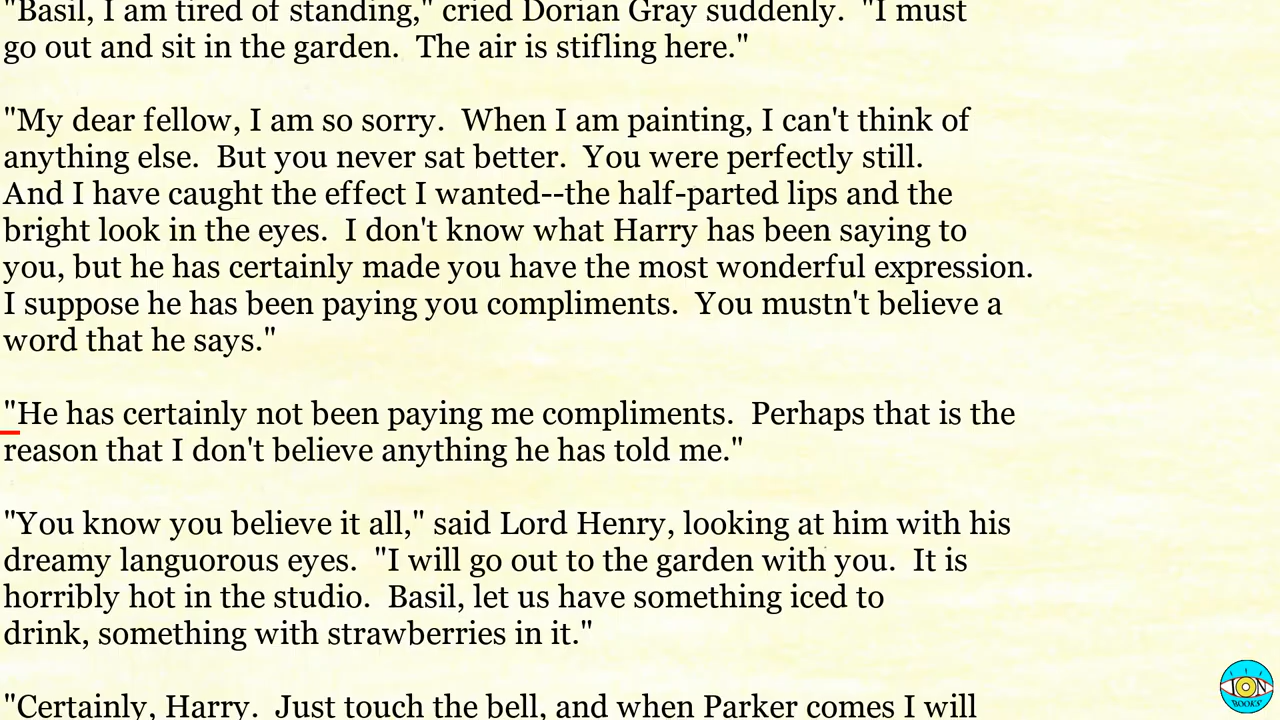 "Basil, I am tired of standing," cried Dorian Gray suddenly.  "I must
go out and sit in the garden.  The air is stifling here."
"My dear fellow, I am so sorry.  When I am painting, I can't think of
anything else.  But you never sat better.  You were perfectly still.
And I have caught the effect I wanted--the half-parted lips and the
bright look in the eyes.  I don't know what Harry has been saying to
you, but he has certainly made you have the most wonderful expression.
I suppose he has been paying you compliments.  You mustn't believe a
word that he says."
"He has certainly not been paying me compliments.  Perhaps that is the
reason that I don't believe anything he has told me."
"You know you believe it all," said Lord Henry, looking at him with his
dreamy languorous eyes.  "I will go out to the garden with you.  It is
horribly hot in the studio.  Basil, let us have something iced to
drink, something with strawberries in it."
"Certainly, Harry.  Just touch the bell, and when Parker comes I will
ION
BOOKS